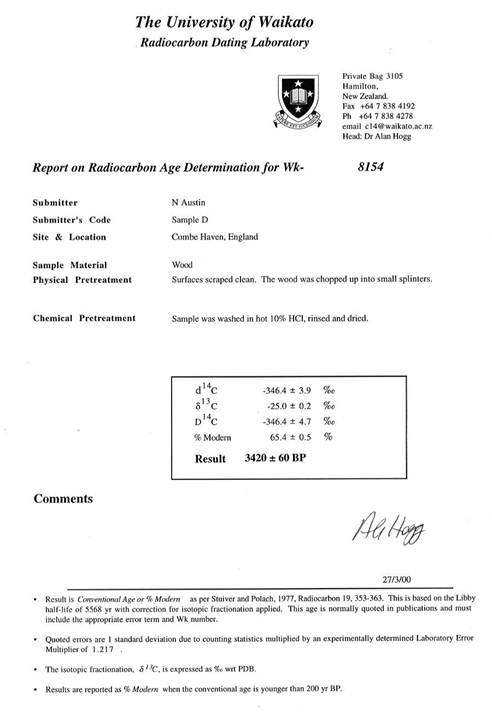 The University of Waikato
Radiocarbon Dating Laboratory
Private Bag 3105
Hamilton,
New Zealand.
Fax +64 7 838 4192
Ph +64 7 838 4278
email c14@waikato.ac.nz
Head: Dr Alan Hogg
Report on Radiocarbon Age Determination for Wk- 8154
Submitter N Austin
Submitter's Code Sample D
Site & Location Combe Haven, England
Sample Material Wood
Physical Pretreatment Surfaces scraped clean. The wood was chopped up into small splinters.
Chemical Pretreatment Sample was washed in hot 10% HCl, rinsed and dried.
d14C -346.4 ± 3.9 ‰
δ13C -25.0 ± 0.2 ‰
D14C -346.4 ± 4.7 ‰
% Modern 65.4 ± 0.5 %
Result 3420 ± 60 BP
Comments
AG Hogg
27/3/00
• Result is Conventional Age or % Modern as per Stuiver and Polach, 1977, Radiocarbon 19, 353-363. This is based on the Libby
half-life of 5568 yr with correction for isotopic fractionation applied. This age is normally quoted in publications and must
include the appropriate error term and Wk number.
• Quoted errors are 1 standard deviation due to counting statistics multiplied by an experimentally determined Laboratory Error
Multiplier of 1.217 .
• The isotopic fractionation, δ13C, is expressed as ‰ wrt PDB.
• Results are reported as % Modern when the conventional age is younger than 200 yr BP.